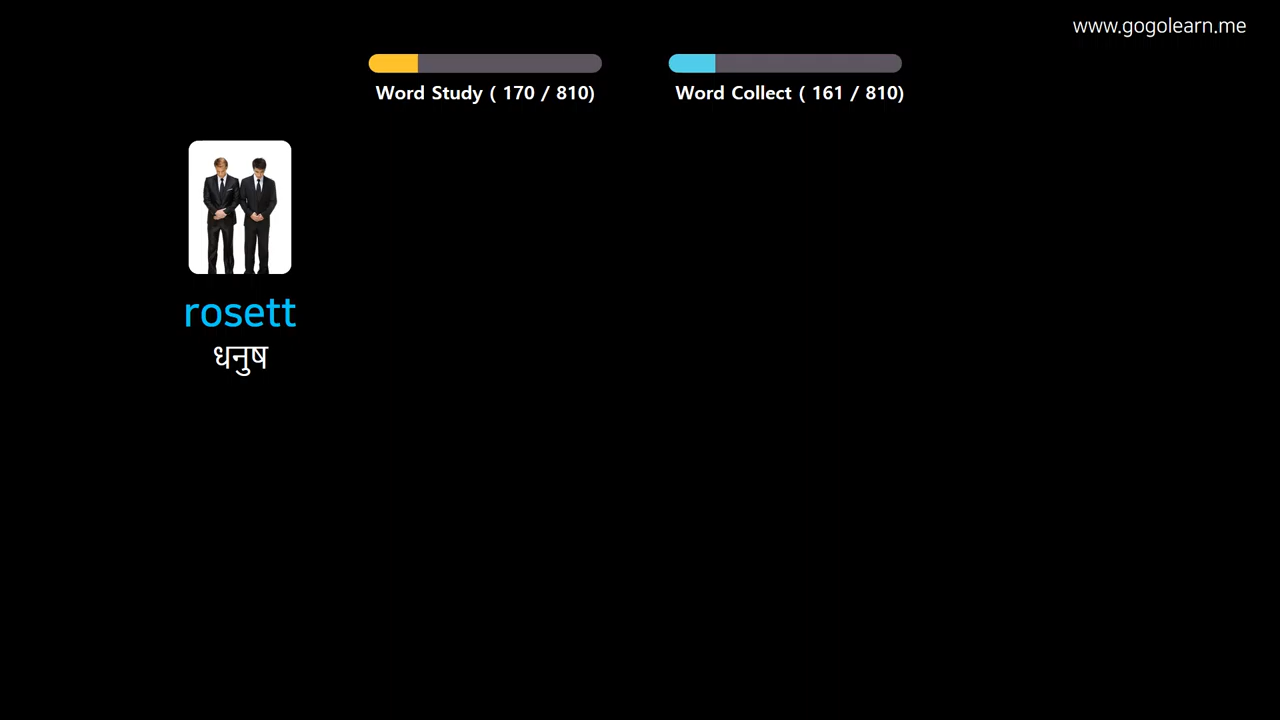 www.gogolearn.me
Word Study ( 170 / 810)
Word Collect ( 161 / 810)
rosett
धनुष